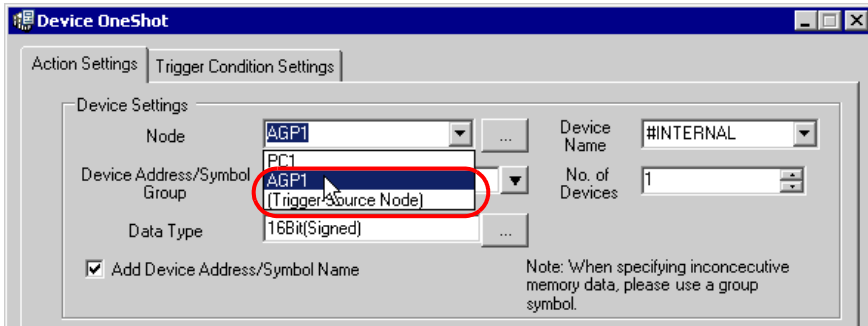 Device OneShot
Action Settings
Trigger Condition Settings
Device Settings
Node
AGP1
...
Device
Name
#INTERNAL
PC1
AGP1
(Trigger Source Node)
Device Address/Symbol
Group
No. of
Devices
1
Data Type
16Bit(Signed)
...
Add Device Address/Symbol Name
Note: When specifying inconcecutive
memory data, please use a group
symbol.